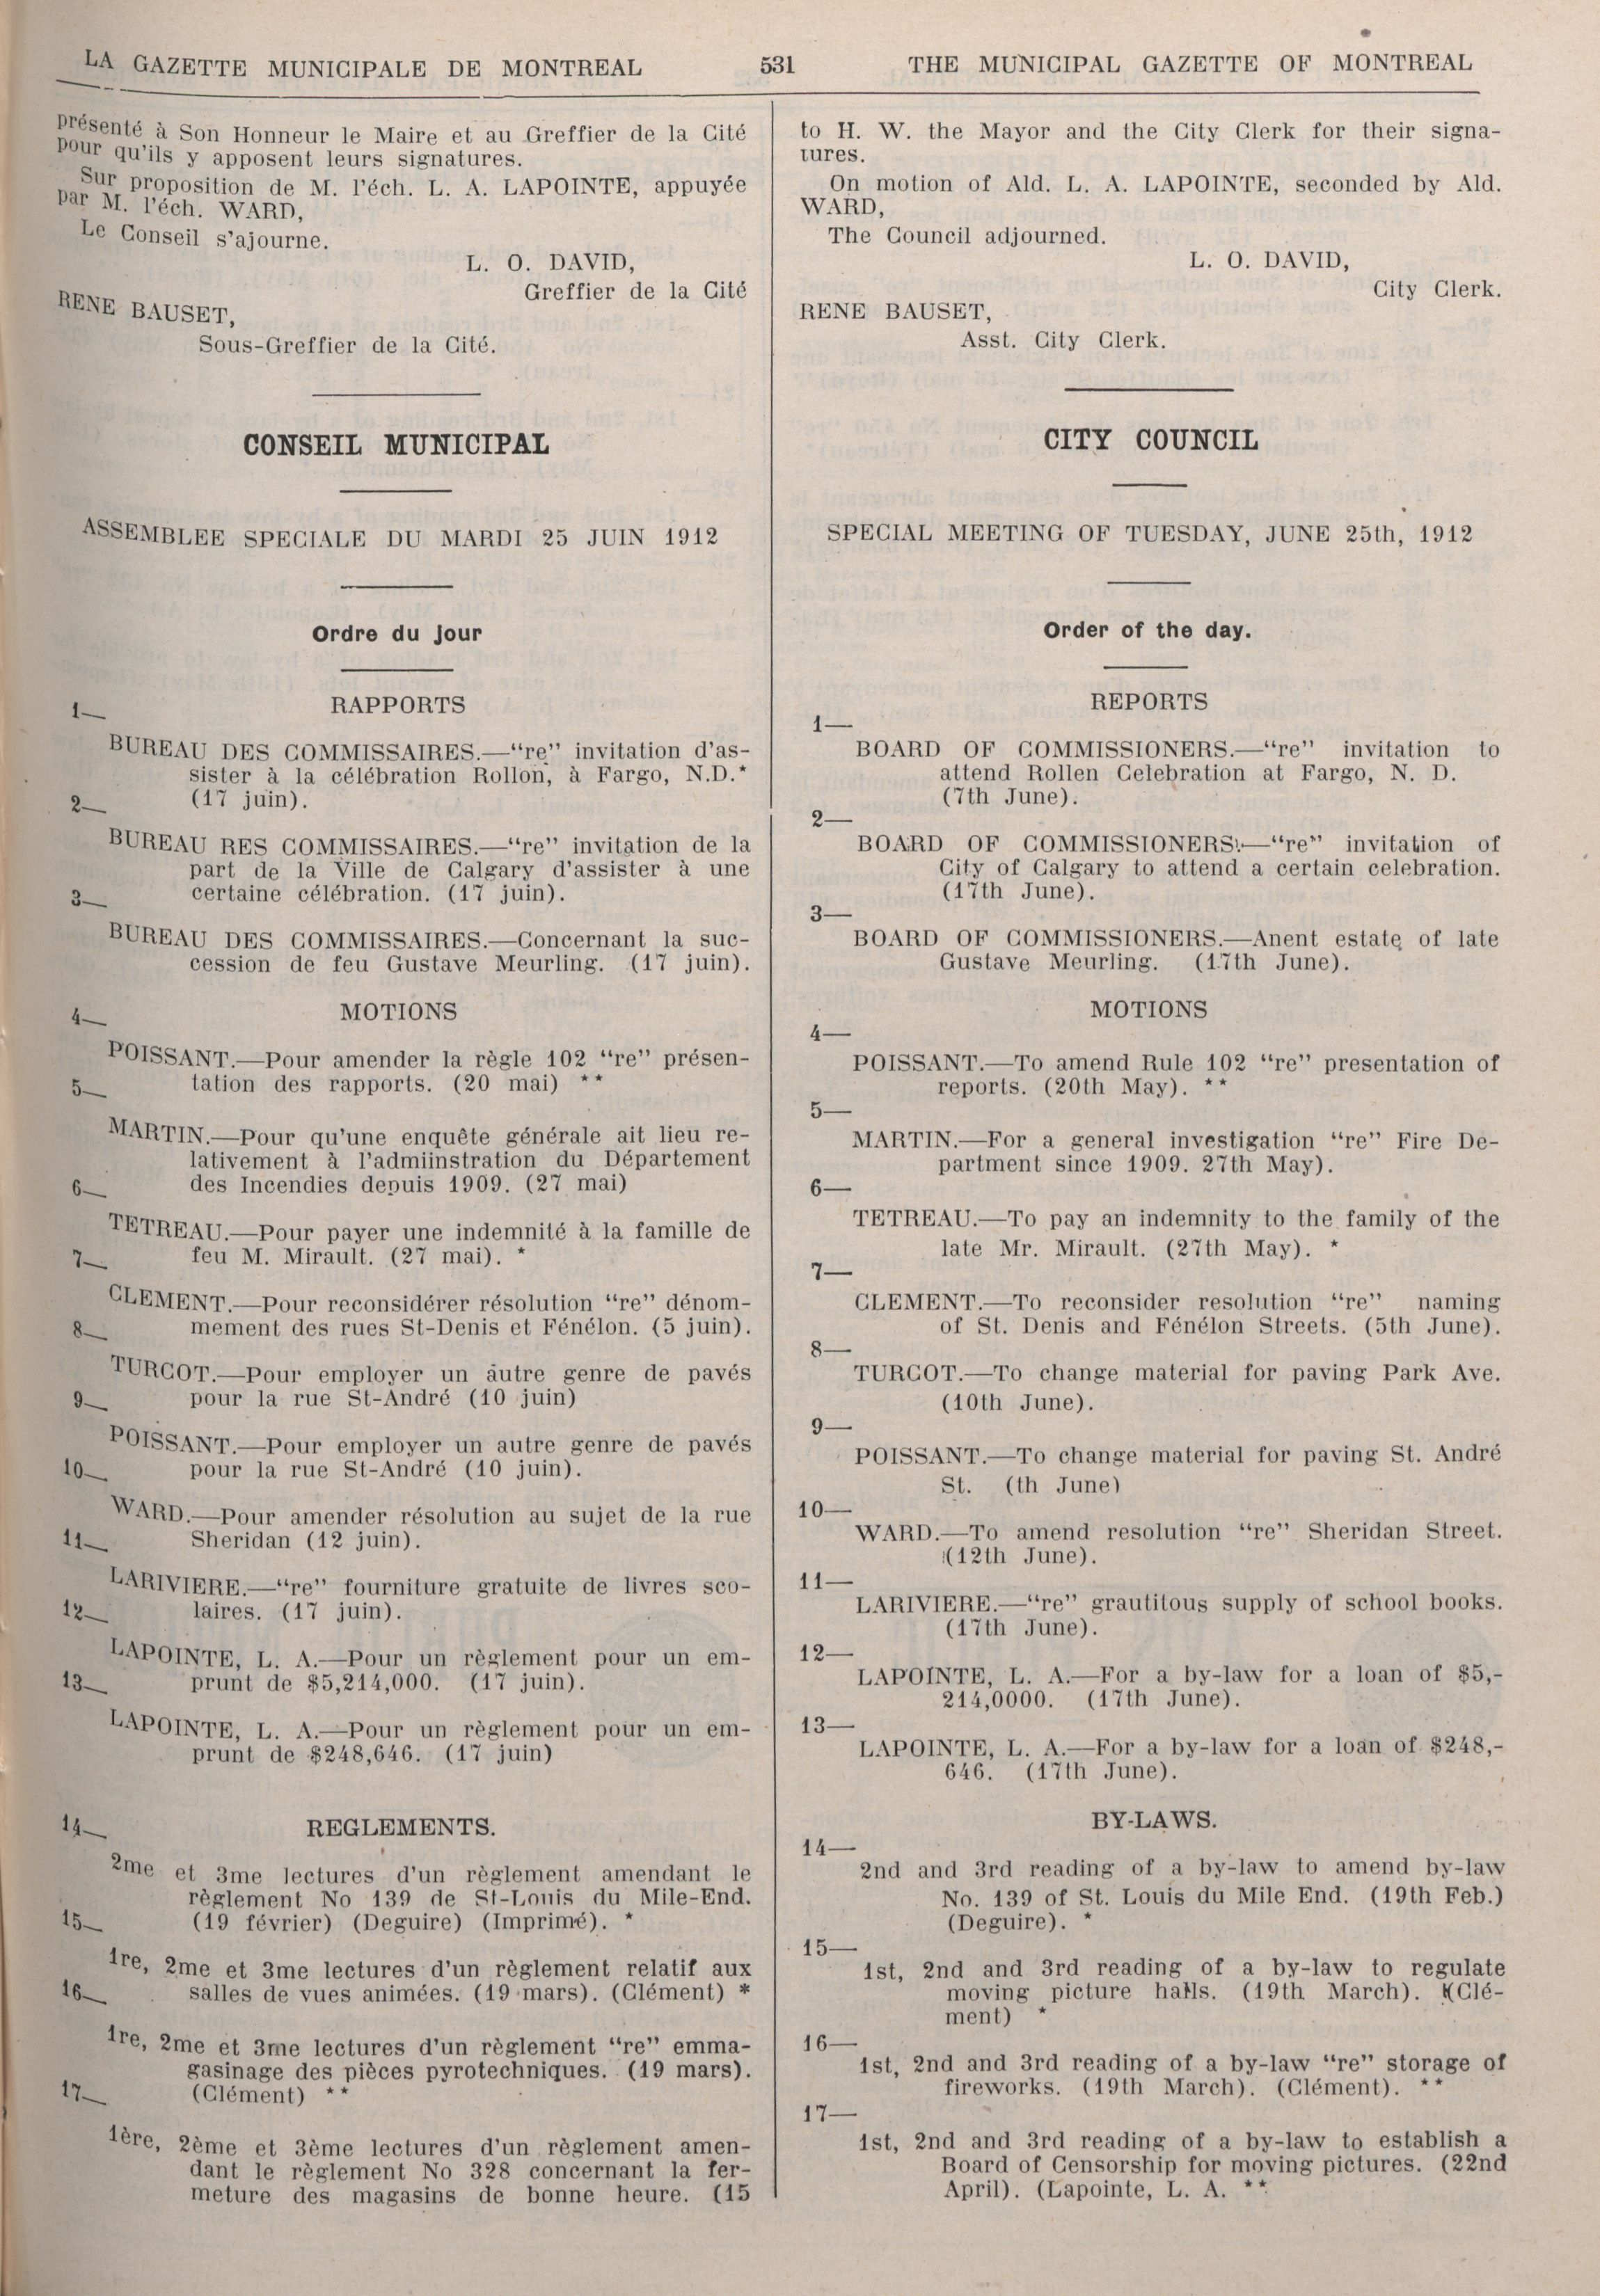 LA GAZETTE MUNICIPALE DE MONTREAL 531 THE MUNICIPAL GAZETTE OF MONTREAL
présenté à Son Honneur le Maire et au Greffier de la Cité
pour qu'ils y apposent leurs signatures.
Sur proposition de M. l'éch. L. A. LAPOINTE, appuyée
par M. l'éch. WARD,
Le Conseil s'ajourne.
L. O. DAVID,
Greffier de la Cité
RENE BAUSET,
Sous-Greffier de la Cité.
CONSEIL MUNICIPAL
ASSEMBLEE SPECIALE DU MARDI 25 JUIN 1912
Ordre du jour
RAPPORTS
1—
BUREAU DES COMMISSAIRES.—“re” invitation d'as-
sister à la célébration Rollon, à Fargo, N.D.*
(17 juin).
2—
BUREAU RES COMMISSAIRES.—“re” invitation de la
part de la Ville de Calgary d'assister à une
certaine célébration. (17 juin).
3—
BUREAU DES COMMISSAIRES.—Concernant la suc-
cession de feu Gustave Meurling. (17 juin).
MOTIONS
4—
POISSANT.—Pour amender la règle 102 “re” présen-
tation des rapports. (20 mai) **
5—
MARTIN.—Pour qu'une enquête générale ait lieu re-
lativement à l'admiinstration du Département
des Incendies depuis 1909. (27 mai)
6—
TETREAU.—Pour payer une indemnité à la famille de
feu M. Mirault. (27 mai). *
7—
CLEMENT.—Pour reconsidérer résolution “re” dénom-
mement des rues St-Denis et Fénélon. (5 juin).
8—
TURCOT.—Pour employer un autre genre de pavés
pour la rue St-André (10 juin)
9—
POISSANT.—Pour employer un autre genre de pavés
pour la rue St-André (10 juin).
10—
WARD.—Pour amender résolution au sujet de la rue
Sheridan (12 juin).
11—
LARIVIERE.—“re” fourniture gratuite de livres sco-
laires. (17 juin).
12—
LAPOINTE, L. A.—Pour un règlement pour un em-
prunt de $5,214,000. (17 juin).
13—
LAPOINTE, L. A.—Pour un règlement pour un em-
prunt de $248,646. (17 juin)
REGLEMENTS.
14—
2me et 3me lectures d'un règlement amendant le
règlement No 139 de St-Louis du Mile-End.
(19 février) (Deguire) (Imprimé). *
15—
1re, 2me et 3me lectures d'un règlement relatif aux
salles de vues animées. (19 mars). (Clément) *
16—
1re, 2me et 3me lectures d'un règlement “re” emma-
gasinage des pièces pyrotechniques. (19 mars).
(Clément) **
17—
1ère, 2ème et 3ème lectures d'un règlement amen-
dant le règlement No 328 concernant la fer-
meture des magasins de bonne heure. (15
to H. W. the Mayor and the City Clerk for their signa-
tures.
On motion of Ald. L. A. LAPOINTE, seconded by Ald.
WARD,
The Council adjourned.
L. O. DAVID,
City Clerk.
RENE BAUSET,
Asst. City Clerk.
CITY COUNCIL
SPECIAL MEETING OF TUESDAY, JUNE 25th, 1912
Order of the day.
REPORTS
1—
BOARD OF COMMISSIONERS.—“re” invitation to
attend Rollen Celebration at Fargo, N. D.
(7th June).
2—
BOARD OF COMMISSIONERS.—“re” invitation of
City of Calgary to attend a certain celebration.
(17th June).
3—
BOARD OF COMMISSIONERS.—Anent estate of late
Gustave Meurling. (17th June).
MOTIONS
4—
POISSANT.—To amend Rule 102 “re” presentation of
reports. (20th May). **
5—
MARTIN.—For a general investigation “re” Fire De-
partment since 1909. 27th May).
6—
TETREAU.—To pay an indemnity to the family of the
late Mr. Mirault. (27th May). *
7—
CLEMENT.—To reconsider resolution “re” naming
of St. Denis and Fénélon Streets. (5th June).
8—
TURCOT.—To change material for paving Park Ave.
(10th June).
9—
POISSANT.—To change material for paving St. André
St. (th June)
10—
WARD.—To amend resolution “re” Sheridan Street.
(12th June).
11—
LARIVIERE.—“re” grautitous supply of school books.
(17th June).
12—
LAPOINTE, L. A.—For a by-law for a loan of $5,-
214,0000. (17th June).
13—
LAPOINTE, L. A.—For a by-law for a loan of $248,-
646. (17th June).
BY-LAWS.
14—
2nd and 3rd reading of a by-law to amend by-law
No. 139 of St. Louis du Mile End. (19th Feb.)
(Deguire). *
15—
1st, 2nd and 3rd reading of a by-law to regulate
moving picture halls. (19th March). (Clé-
ment) *
16—
1st, 2nd and 3rd reading of a by-law “re” storage of
fireworks. (19th March). (Clément). **
17—
1st, 2nd and 3rd reading of a by-law to establish a
Board of Censorship for moving pictures. (22nd
April). (Lapointe, L. A. **